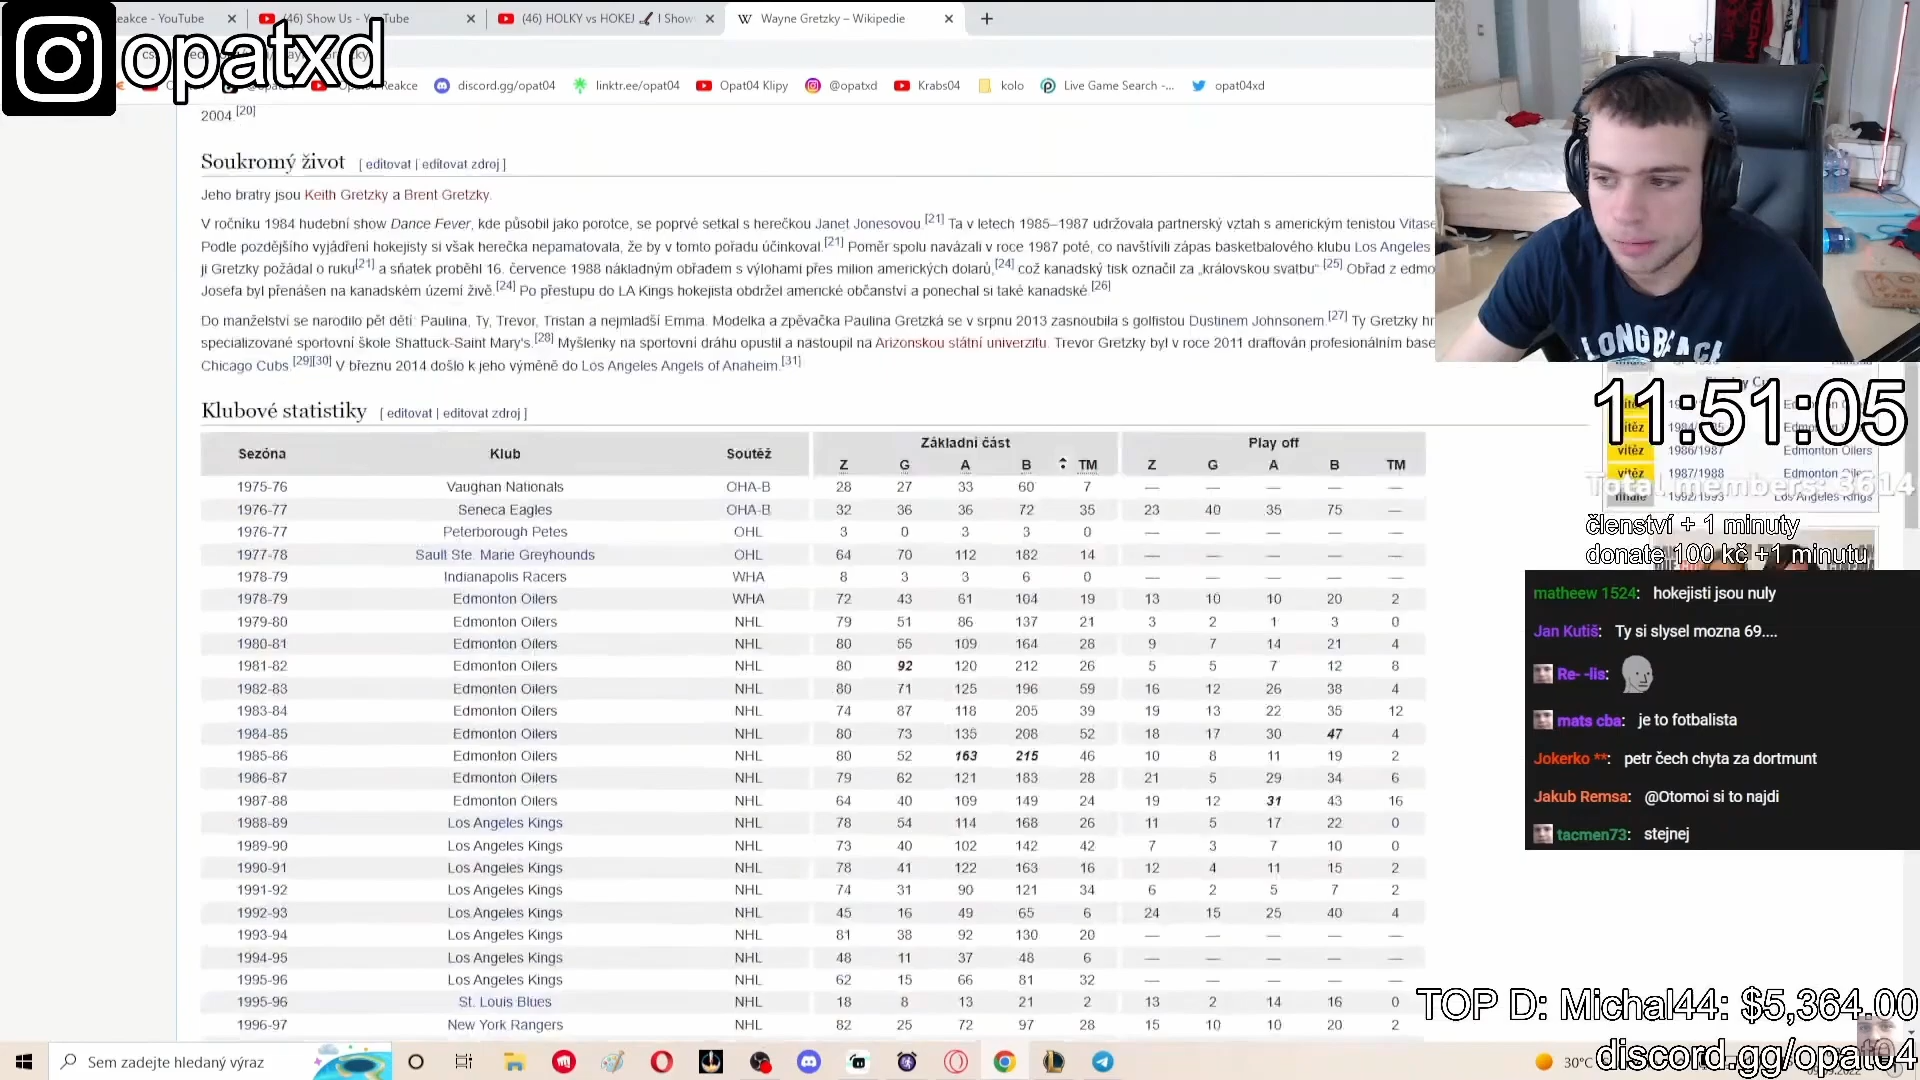 eakce - YouTube
(46) Show Us - YouTube
(46) HOLKY vs HOKEJ 🏒 I Show
Wayne Gretzky – Wikipedie
opatxd
discord.gg/opat04
linktr.ee/opat04
Opat04 Klipy
@opatxd
Krabs04
kolo
Live Game Search -...
opat04xd
2004.[20]
Soukromý život [ editovat | editovat zdroj ]
Jeho bratry jsou Keith Gretzky a Brent Gretzky.
V ročníku 1984 hudební show Dance Fever, kde působil jako porotce, se poprvé setkal s herečkou Janet Jonesovou.[21] Ta v letech 1985–1987 udržovala partnerský vztah s americkým tenistou Vitase
Podle pozdějšího vyjádření hokejisty si však herečka nepamatovala, že by v tomto pořadu účinkoval.[21] Poměr spolu navázali v roce 1987 poté, co navštívili zápas basketbalového klubu Los Angeles
ji Gretzky požádal o ruku[21] a sňatek proběhl 16. července 1988 nákladným obřadem s výlohami přes milion amerických dolarů,[24] což kanadský tisk označil za „královskou svatbu“.[25] Obřad z edmo
Josefa byl přenášen na kanadském území živě.[24] Po přestupu do LA Kings hokejista obdržel americké občanství a ponechal si také kanadské.[26]
Do manželství se narodilo pět dětí: Paulina, Ty, Trevor, Tristan a nejmladší Emma. Modelka a zpěvačka Paulina Gretzká se v srpnu 2013 zasnoubila s golfistou Dustinem Johnsonem.[27] Ty Gretzky hr
specializované sportovní škole Shattuck-Saint Mary's.[28] Myšlenky na sportovní dráhu opustil a nastoupil na Arizonskou státní univerzitu. Trevor Gretzky byl v roce 2011 draftován profesionálním base
Chicago Cubs.[29][30] V březnu 2014 došlo k jeho výměně do Los Angeles Angels of Anaheim.[31]
Klubové statistiky [ editovat | editovat zdroj ]
Základní část Play off
Sezóna Klub Soutěž Z G A B TM Z G A B TM
1975-76 Vaughan Nationals OHA-B 28 27 33 60 7 — — — — —
1976-77 Seneca Eagles OHA-B 32 36 36 72 35 23 40 35 75 —
1976-77 Peterborough Petes OHL 3 0 3 3 0 — — — — —
1977-78 Sault Ste. Marie Greyhounds OHL 64 70 112 182 14 — — — — —
1978-79 Indianapolis Racers WHA 8 3 3 6 0 — — — — —
1978-79 Edmonton Oilers WHA 72 43 61 104 19 13 10 10 20 2
1979-80 Edmonton Oilers NHL 79 51 86 137 21 3 2 1 3 0
1980-81 Edmonton Oilers NHL 80 55 109 164 28 9 7 14 21 4
1981-82 Edmonton Oilers NHL 80 92 120 212 26 5 5 7 12 8
1982-83 Edmonton Oilers NHL 80 71 125 196 59 16 12 26 38 4
1983-84 Edmonton Oilers NHL 74 87 118 205 39 19 13 22 35 12
1984-85 Edmonton Oilers NHL 80 73 135 208 52 18 17 30 47 4
1985-86 Edmonton Oilers NHL 80 52 163 215 46 10 8 11 19 2
1986-87 Edmonton Oilers NHL 79 62 121 183 28 21 5 29 34 6
1987-88 Edmonton Oilers NHL 64 40 109 149 24 19 12 31 43 16
1988-89 Los Angeles Kings NHL 78 54 114 168 26 11 5 17 22 0
1989-90 Los Angeles Kings NHL 73 40 102 142 42 7 3 7 10 0
1990-91 Los Angeles Kings NHL 78 41 122 163 16 12 4 11 15 2
1991-92 Los Angeles Kings NHL 74 31 90 121 34 6 2 5 7 2
1992-93 Los Angeles Kings NHL 45 16 49 65 6 24 15 25 40 4
1993-94 Los Angeles Kings NHL 81 38 92 130 20 — — — — —
1994-95 Los Angeles Kings NHL 48 11 37 48 6 — — — — —
1995-96 Los Angeles Kings NHL 62 15 66 81 32 — — — — —
1995-96 St. Louis Blues NHL 18 8 13 21 2 13 2 14 16 0
1996-97 New York Rangers NHL 82 25 72 97 28 15 10 10 20 2
LONG BEACH
11:51:05
vítěz 1986/1987 Edmonton Oilers
vítěz 1987/1988 Edmonton Oilers
Total members: 3614
finále 1992/1993 Los Angeles Kings
členství + 1 minuty
donate 100 kč +1 minutu
matheew 1524: hokejisti jsou nuly
Jan Kutiš: Ty si slysel mozna 69....
Re- -lis:
mats cba: je to fotbalista
Jokerko **: petr čech chyta za dortmunt
Jakub Remsa: @Otomoi si to najdi
tacmen73: stejnej
TOP D: Michal44: $5,364.00
discord.gg/opat04
Sem zadejte hledaný výraz
30°C